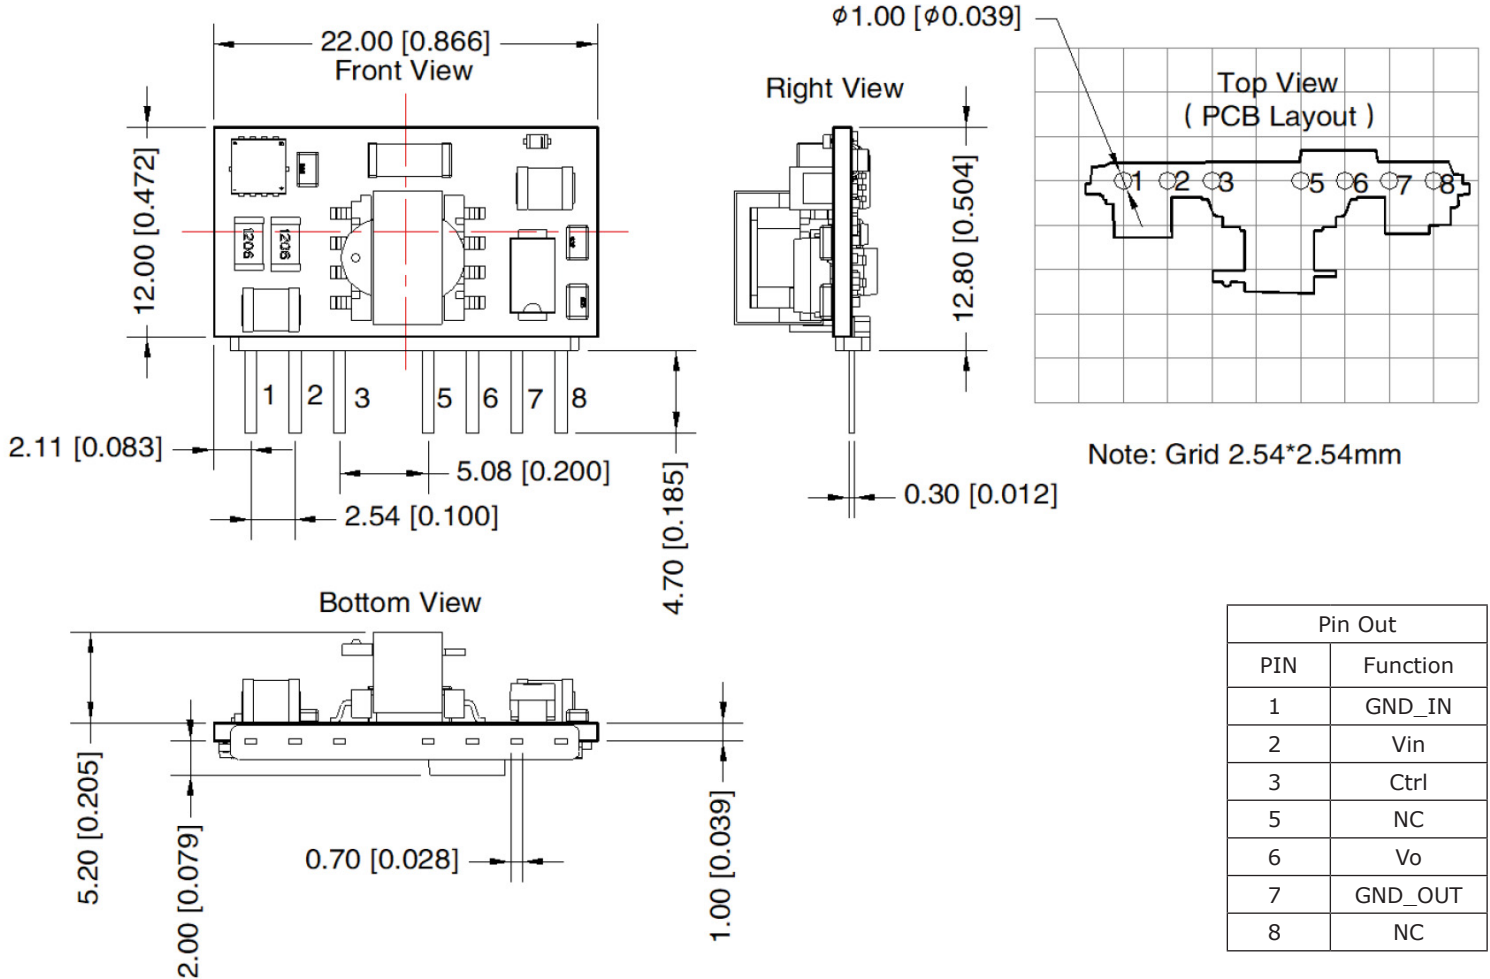 22.00 [0.866]
Front View
12.00 [0.472]
1206
1206
1
2
3
5
6
7
8
2.11 [0.083]
5.08 [0.200]
2.54 [0.100]
4.70 [0.185]
Right View
12.80 [0.504]
0.30 [0.012]
ϕ1.00 [ϕ0.039]
Top View
( PCB Layout )
1
2
3
5
6
7
8
Note: Grid 2.54*2.54mm
Bottom View
5.20 [0.205]
2.00 [0.079]
0.70 [0.028]
1.00 [0.039]
Pin Out
PIN Function
1 GND_IN
2 Vin
3 Ctrl
5 NC
6 Vo
7 GND_OUT
8 NC